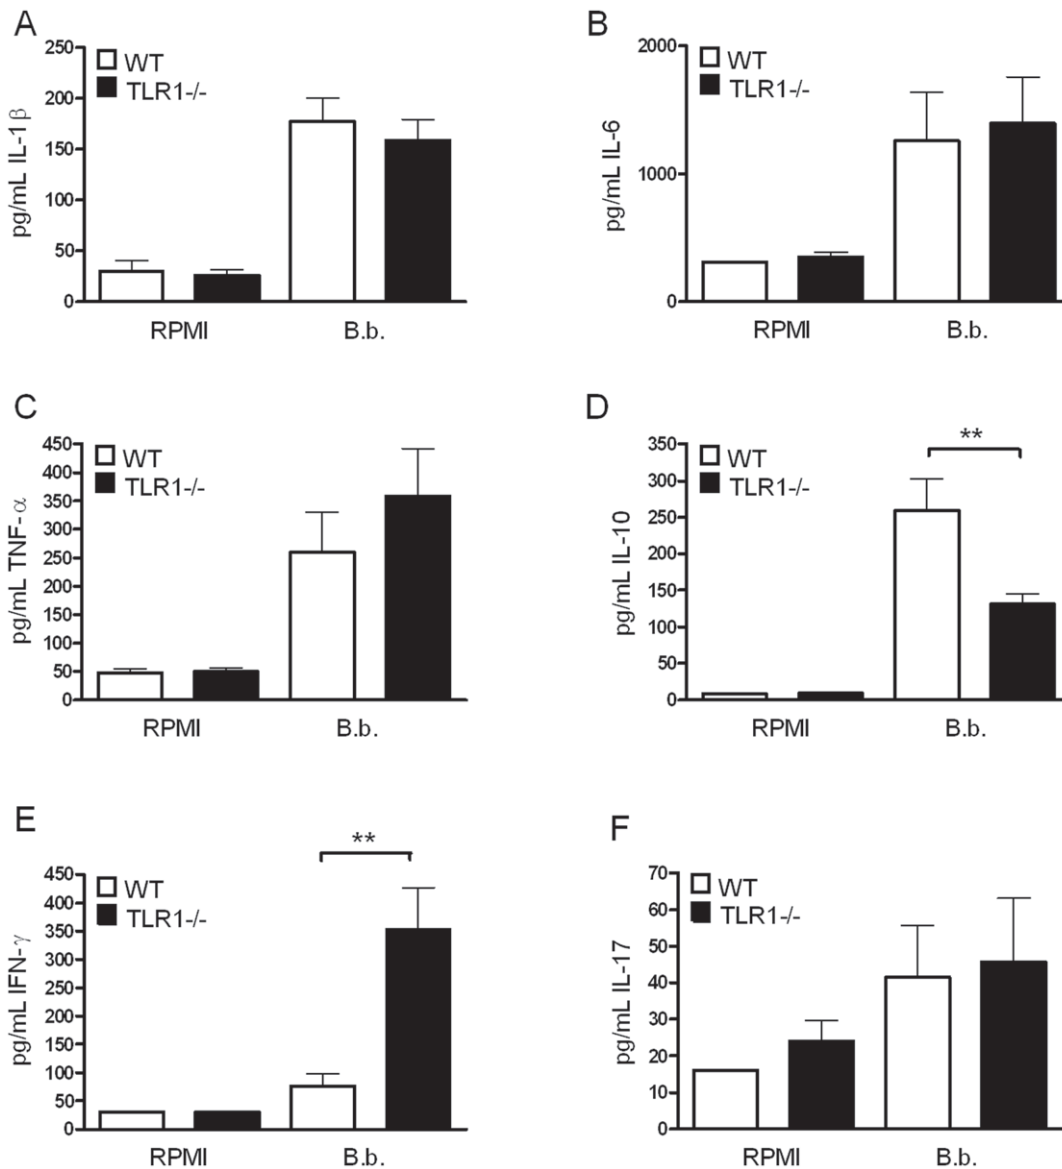 A
pg/mL IL-1β
250
200
150
100
50
0
WT
TLR1-/-
RPMI
B.b.
B
pg/mL IL-6
2000
1000
0
WT
TLR1-/-
RPMI
B.b.
C
pg/mL TNF-α
450
400
350
300
250
200
150
100
50
0
WT
TLR1-/-
RPMI
B.b.
D
pg/mL IL-10
350
300
250
200
150
100
50
0
WT
TLR1-/-
**
RPMI
B.b.
E
pg/mL IFN-γ
450
400
350
300
250
200
150
100
50
0
WT
TLR1-/-
**
RPMI
B.b.
F
pg/mL IL-17
70
60
50
40
30
20
10
0
WT
TLR1-/-
RPMI
B.b.